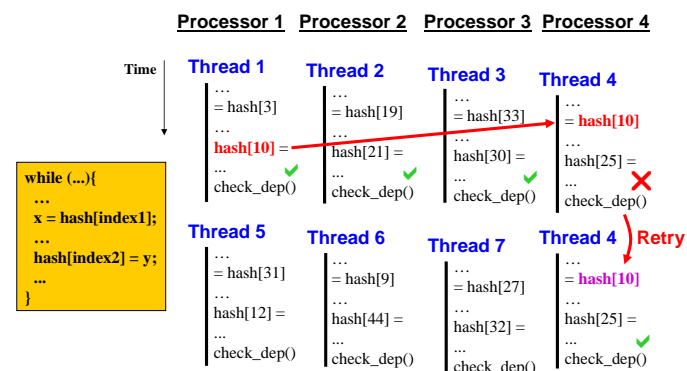 Processor 1 Processor 2 Processor 3 Processor 4
Time
Thread 1
…
= hash[3]
…
hash[10] =
...
check_dep()
Thread 2
…
= hash[19]
…
hash[21] =
...
check_dep()
Thread 3
…
= hash[33]
…
hash[30] =
...
check_dep()
Thread 4
…
= hash[10]
…
hash[25] =
...
check_dep()
while (...){
…
x = hash[index1];
…
hash[index2] = y;
...
}
Thread 5
…
= hash[31]
…
hash[12] =
...
check_dep()
Thread 6
…
= hash[9]
…
hash[44] =
...
check_dep()
Thread 7
…
= hash[27]
…
hash[32] =
...
check_dep()
Thread 4
Retry
…
= hash[10]
…
hash[25] =
...
check_dep()